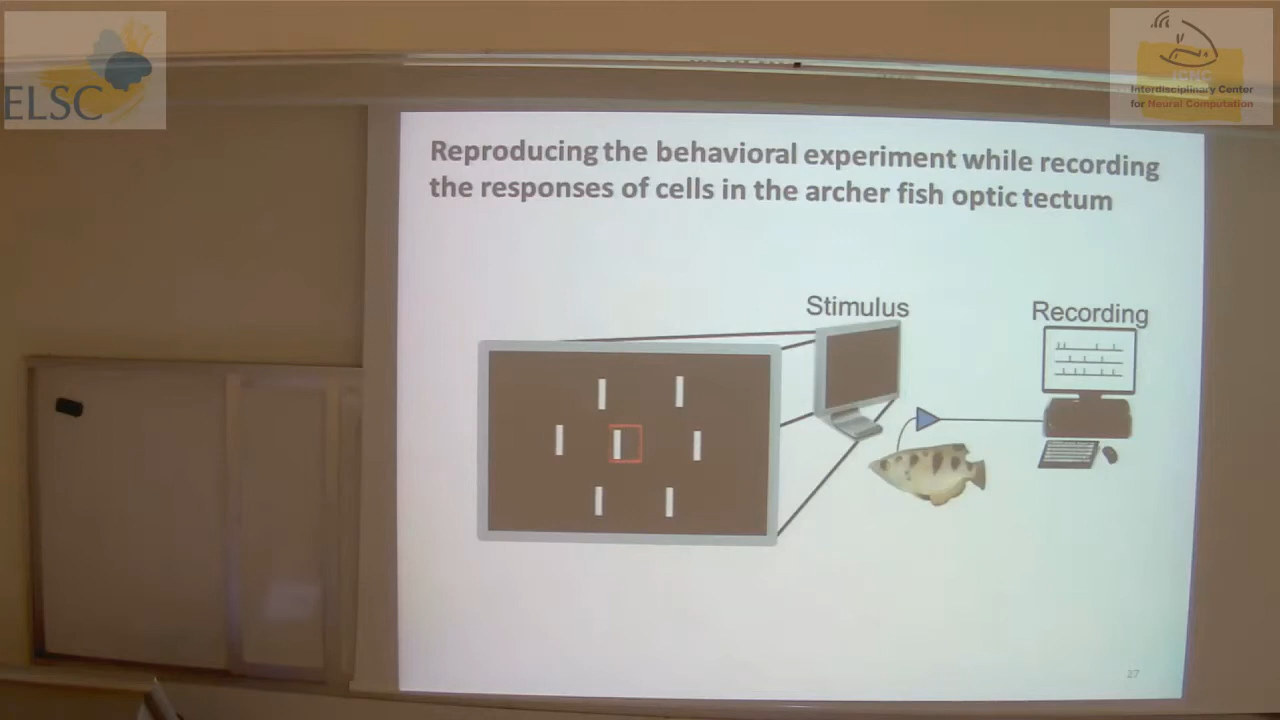 ELSC
ICNC
Interdisciplinary Center
for Neural Computation
Reproducing the behavioral experiment while recording
the responses of cells in the archer fish optic tectum
Stimulus
Recording
27